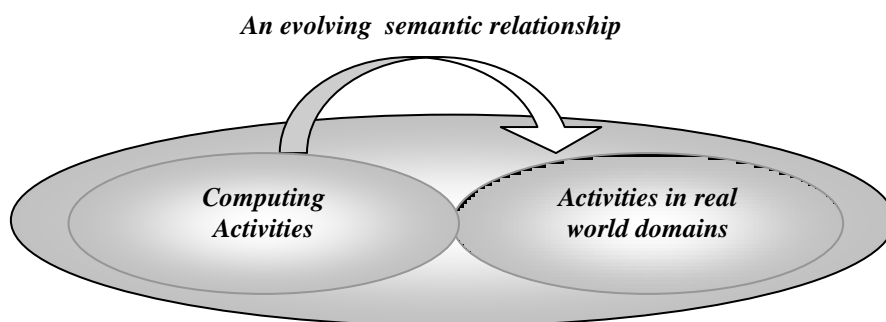 An evolving semantic relationship
Computing
Activities
Activities in real
world domains